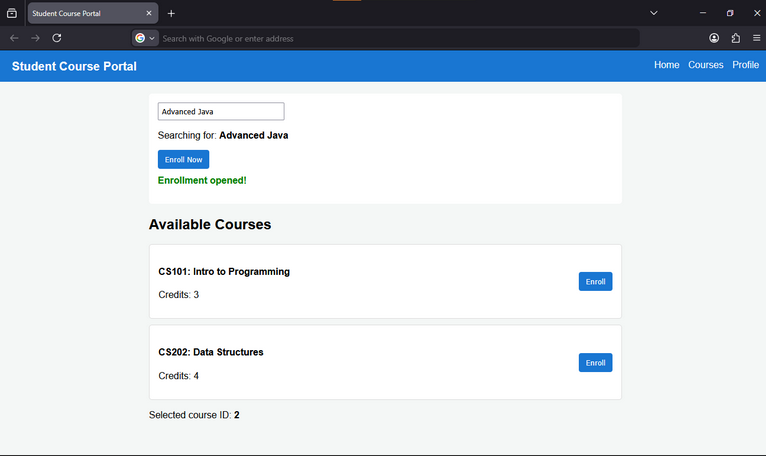 Student Course Portal
Search with Google or enter address
Student Course Portal Home Courses Profile
Advanced Java
Searching for: Advanced Java
Enroll Now
Enrollment opened!
Available Courses
CS101: Intro to Programming
Enroll
Credits: 3
CS202: Data Structures
Enroll
Credits: 4
Selected course ID: 2